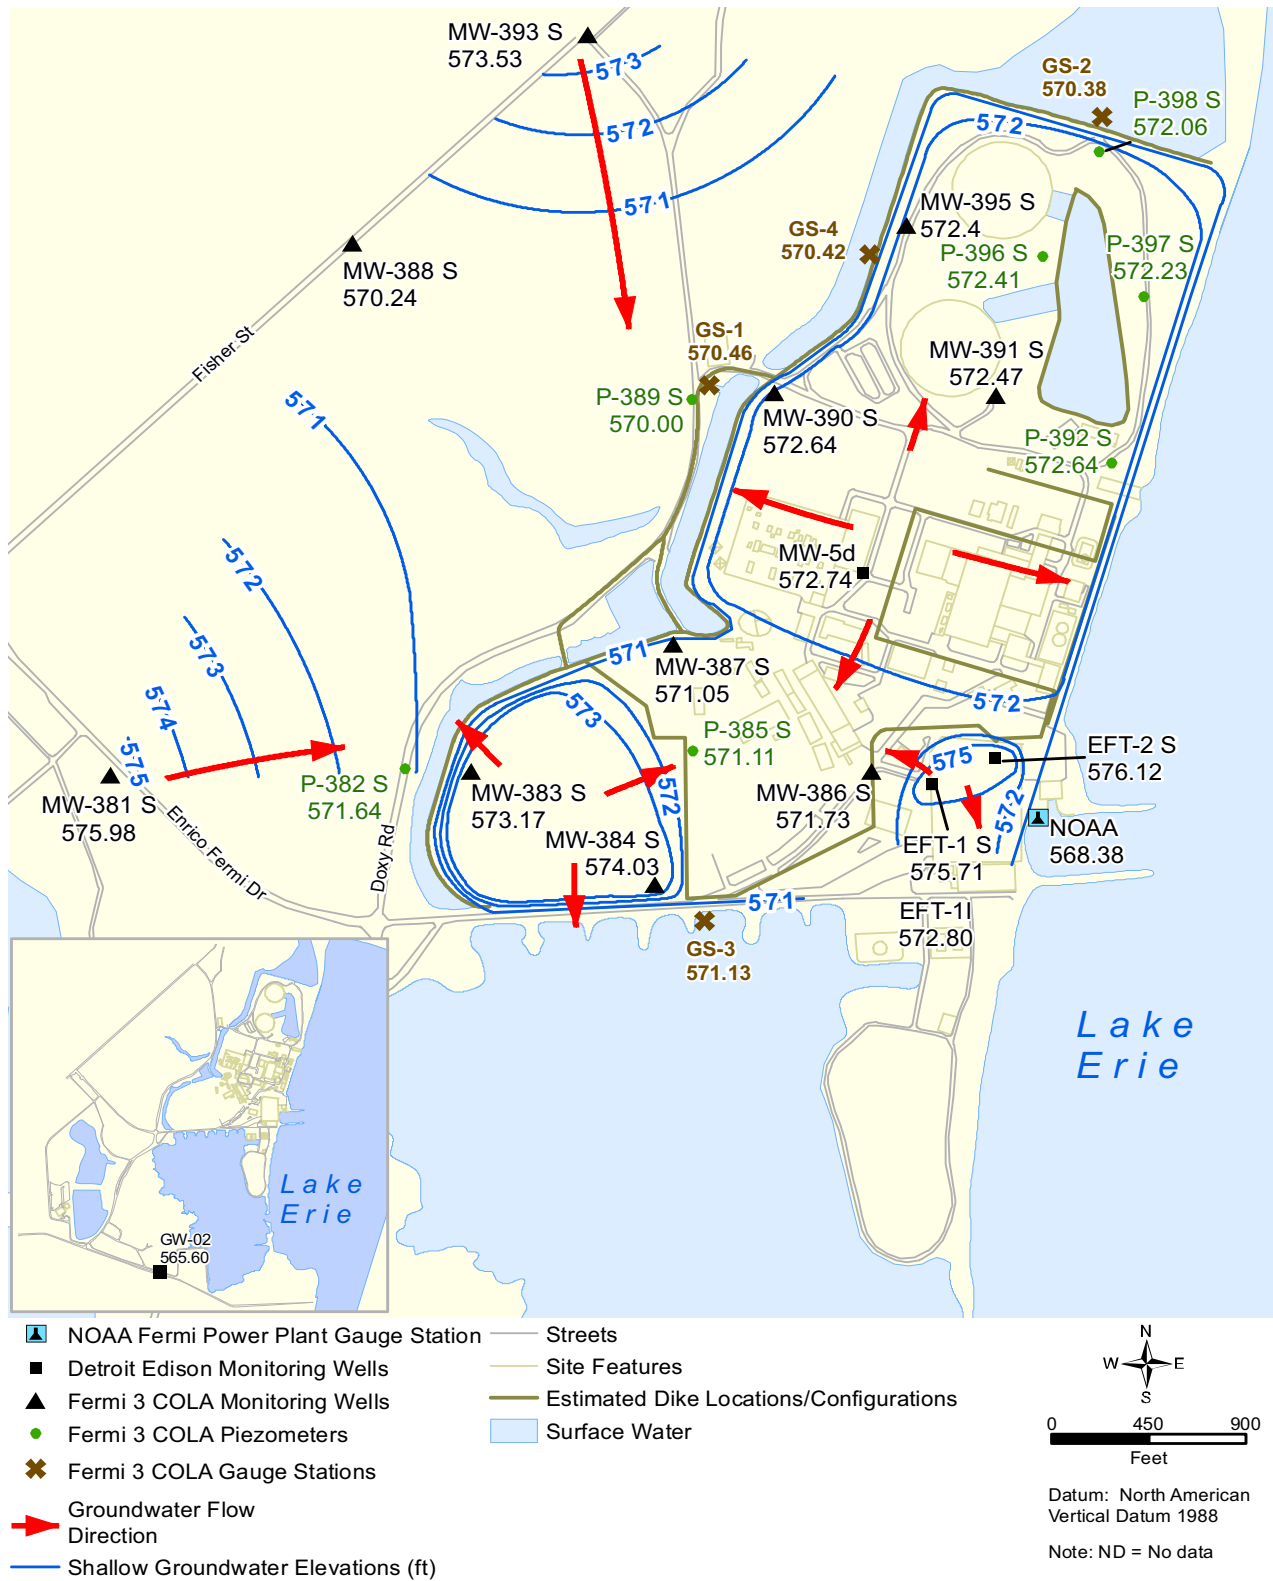 MW-393 S
573.53
573
572
571
GS-2
570.38
P-398 S
572.06
572
MW-395 S
572.4
GS-4
570.42
P-396 S
572.41
P-397 S
572.23
MW-388 S
570.24
Fisher St
GS-1
570.46
MW-391 S
572.47
P-389 S
570.00
MW-390 S
572.64
P-392 S
572.64
571
572
573
574
575
MW-5d
572.74
571
MW-387 S
571.05
572
573
P-385 S
571.11
575
EFT-2 S
576.12
MW-381 S
575.98
P-382 S
571.64
MW-383 S
573.17
572
MW-386 S
571.73
572
NOAA
568.38
MW-384 S
574.03
EFT-1 S
575.71
Enrico Fermi Dr
Doxy Rd
571
EFT-1I
572.80
GS-3
571.13
Lake
Erie
Lake
Erie
GW-02
565.60
NOAA Fermi Power Plant Gauge Station
Detroit Edison Monitoring Wells
Fermi 3 COLA Monitoring Wells
Fermi 3 COLA Piezometers
Fermi 3 COLA Gauge Stations
Groundwater Flow
Direction
Shallow Groundwater Elevations (ft)
Streets
Site Features
Estimated Dike Locations/Configurations
Surface Water
N
W E
S
0 450 900
Feet
Datum: North American
Vertical Datum 1988
Note: ND = No data